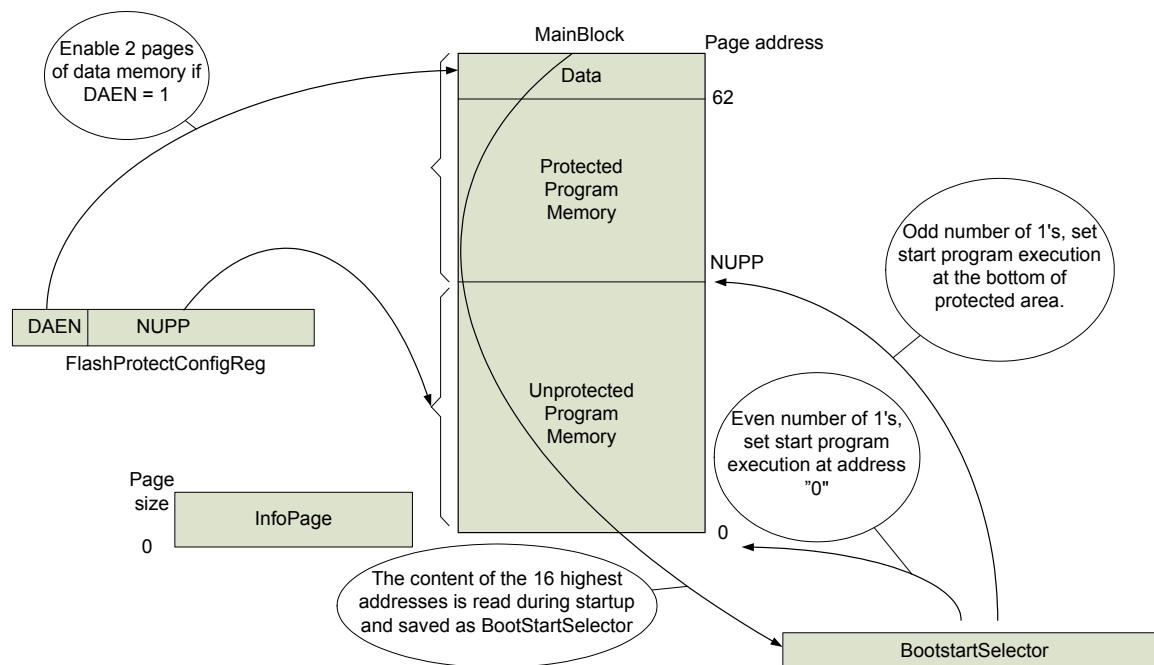 MainBlock
Page address
Enable 2 pages
of data memory if
DAEN = 1
Data
62
Protected
Program
Memory
Odd number of 1's, set
start program execution
at the bottom of
protected area.
NUPP
DAEN
NUPP
FlashProtectConfigReg
Unprotected
Program
Memory
Even number of 1's,
set start program
execution at address
”0"
Page
size
InfoPage
0
0
The content of the 16 highest
addresses is read during startup
and saved as BootStartSelector
BootstartSelector